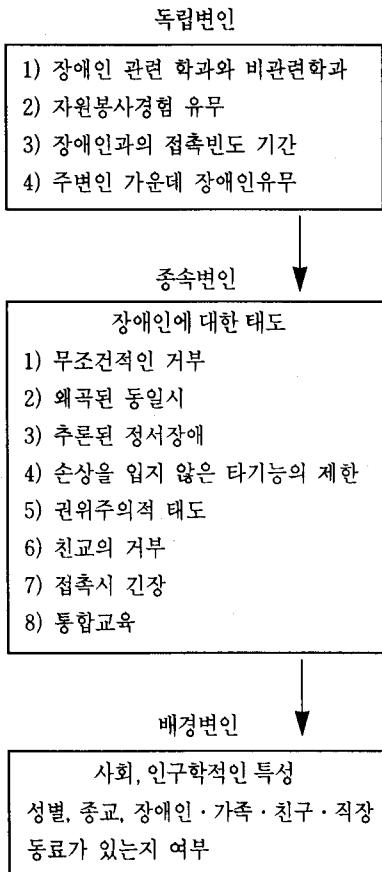 독립변인
1) 장애인 관련 학과와 비관련학과
2) 자원봉사경험 유무
3) 장애인과의 접촉빈도 기간
4) 주변인 가운데 장애인유무
종속변인
장애인에 대한 태도
1) 무조건적인 거부
2) 왜곡된 동일시
3) 추론된 정서장애
4) 손상을 입지 않은 타기능의 제한
5) 권위주의적 태도
6) 친교의 거부
7) 접촉시 긴장
8) 통합교육
배경변인
사회, 인구학적인 특성
성별, 종교, 장애인·가족·친구·직장
동료가 있는지 여부